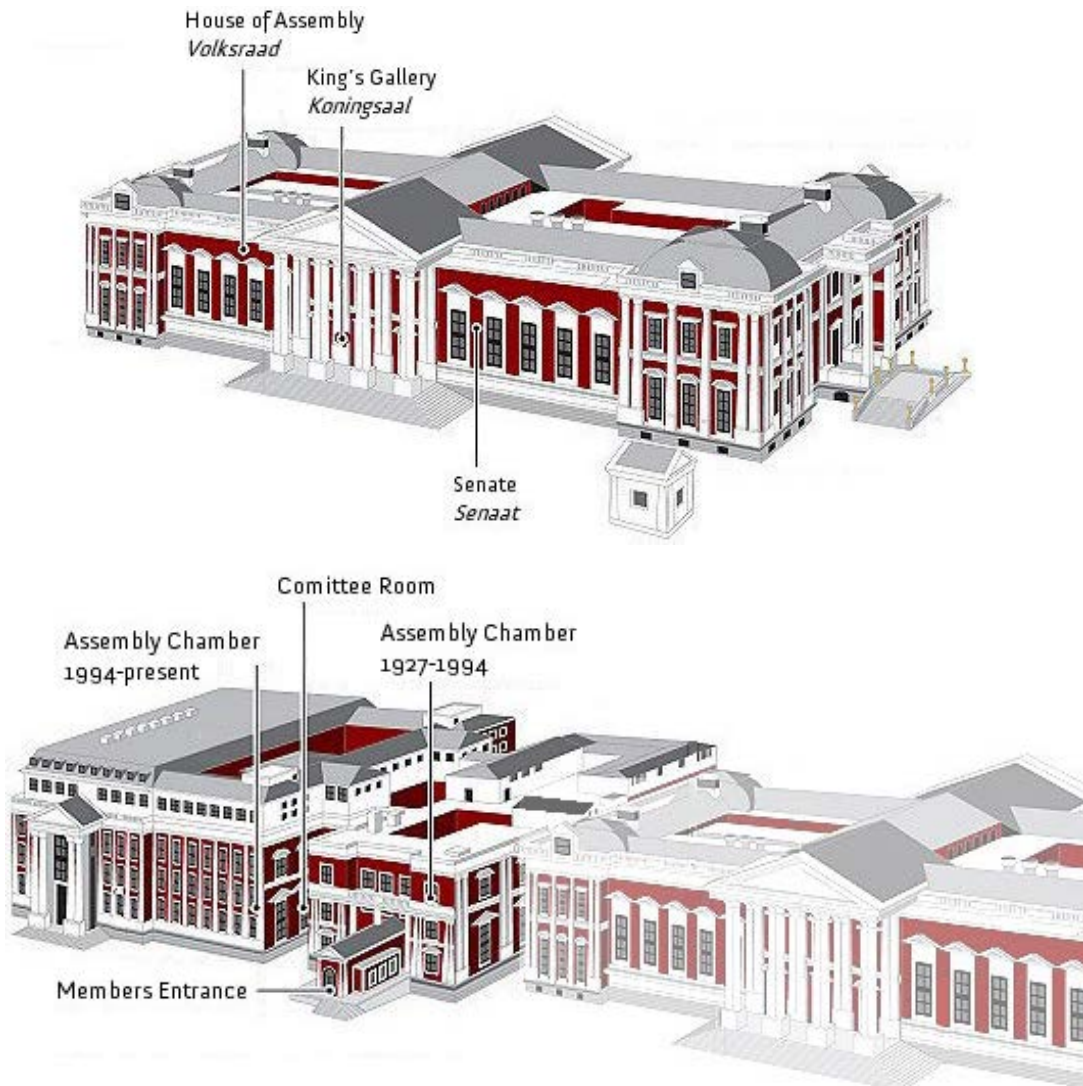 House of Assembly
Volksraad
King's Gallery
Koningsaal
Senate
Senaat
Comittee Room
Assembly Chamber
1994-present
Assembly Chamber
1927-1994
Members Entrance